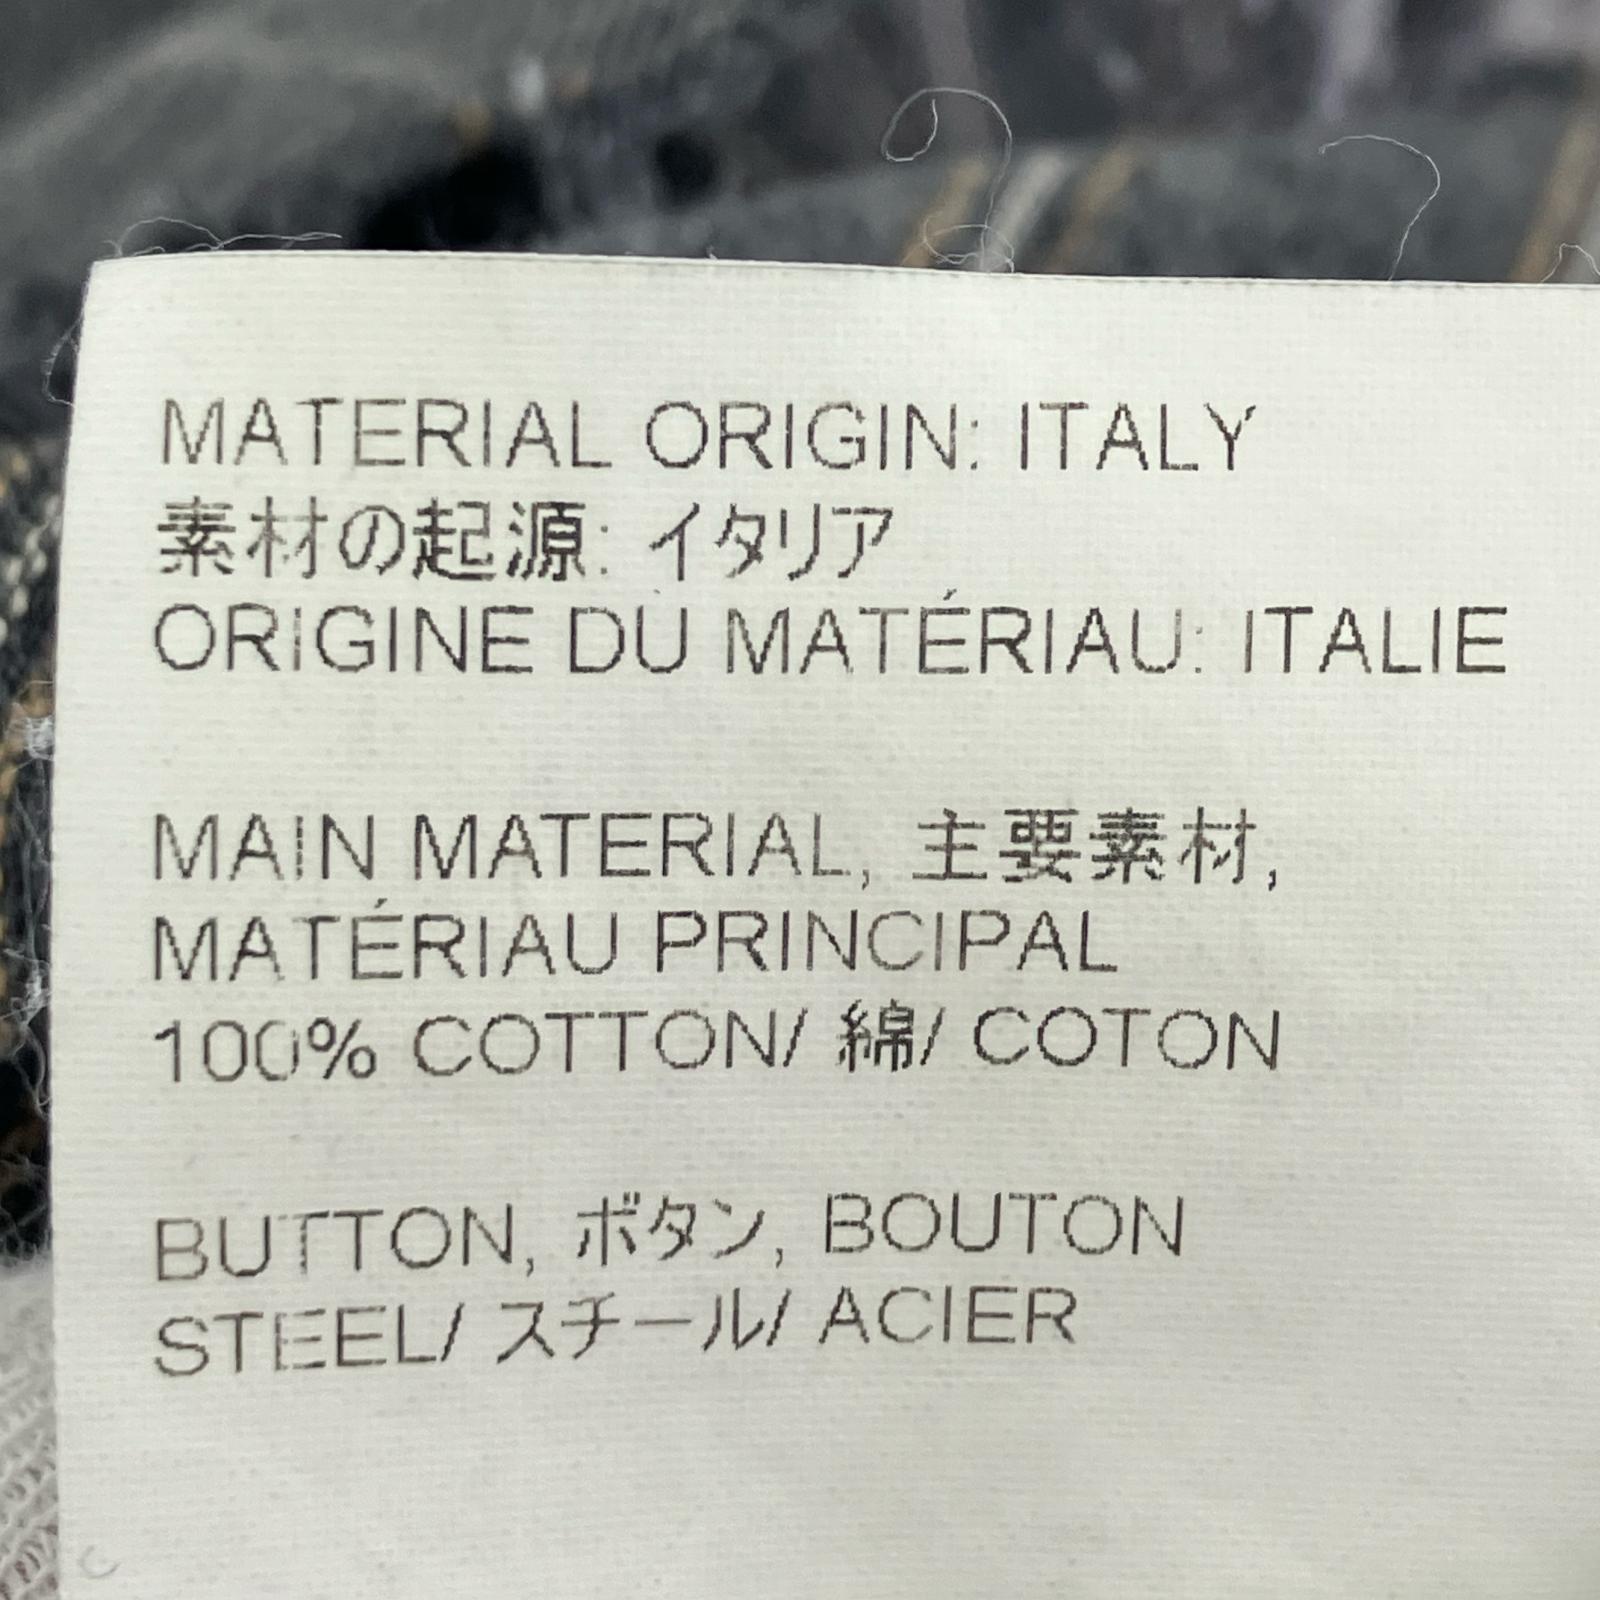 MATERIAL ORIGIN: ITALY
素材の起源: イタリア
ORIGINE DU MATÉRIAU: ITALIE
MAIN MATERIAL, 主要素材,
MATÉRIAU PRINCIPAL
100% COTTON/ 綿/ COTON
BUTTON, ボタン, BOUTON
STEEL/ スチール/ ACIER